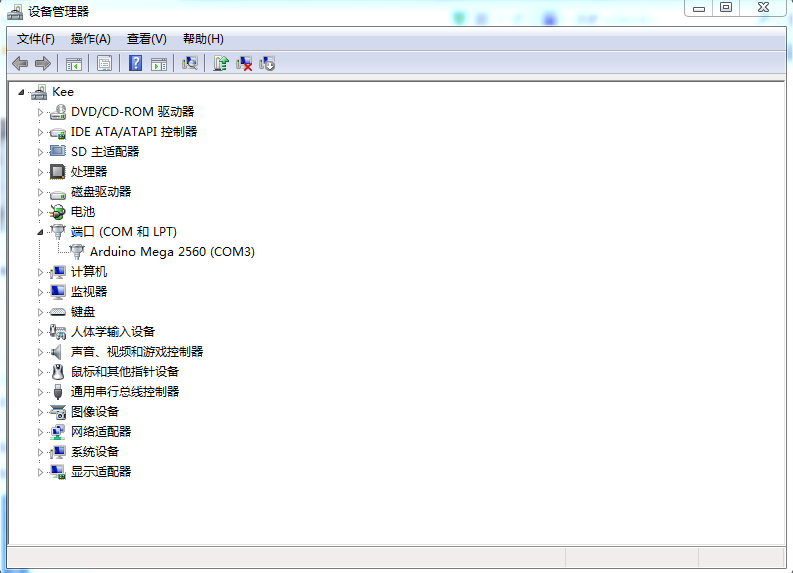 设备管理器
文件(F) 操作(A) 查看(V) 帮助(H)
Kee
DVD/CD-ROM 驱动器
IDE ATA/ATAPI 控制器
SD 主适配器
处理器
磁盘驱动器
电池
端口 (COM 和 LPT)
Arduino Mega 2560 (COM3)
计算机
监视器
键盘
人体学输入设备
声音、视频和游戏控制器
鼠标和其他指针设备
通用串行总线控制器
图像设备
网络适配器
系统设备
显示适配器